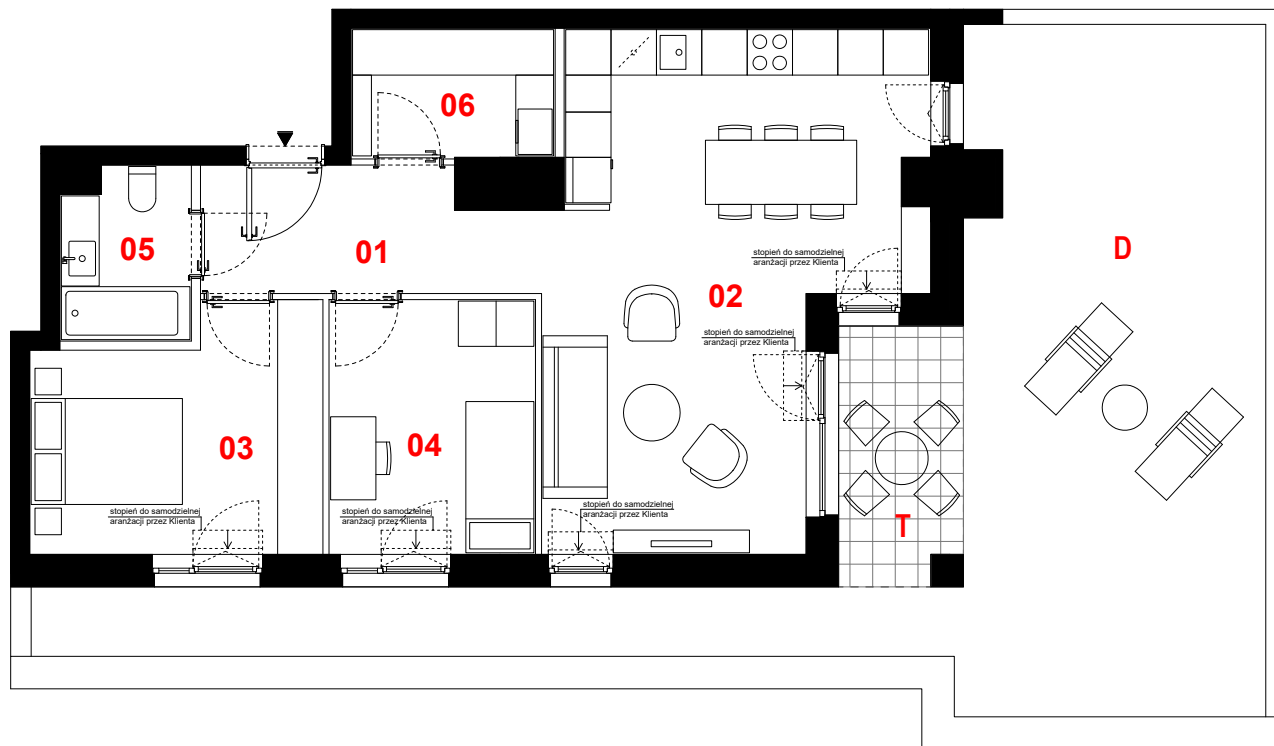 06
05
01
stopień do samodzielnej
aranżacji przez Klienta
D
02
stopień do samodzielnej
aranżacji przez Klienta
03
04
stopień do samodzielnej
aranżacji przez Klienta
stopień do samodzielnej
aranżacji przez Klienta
stopień do samodzielnej
aranżacji przez Klienta
T